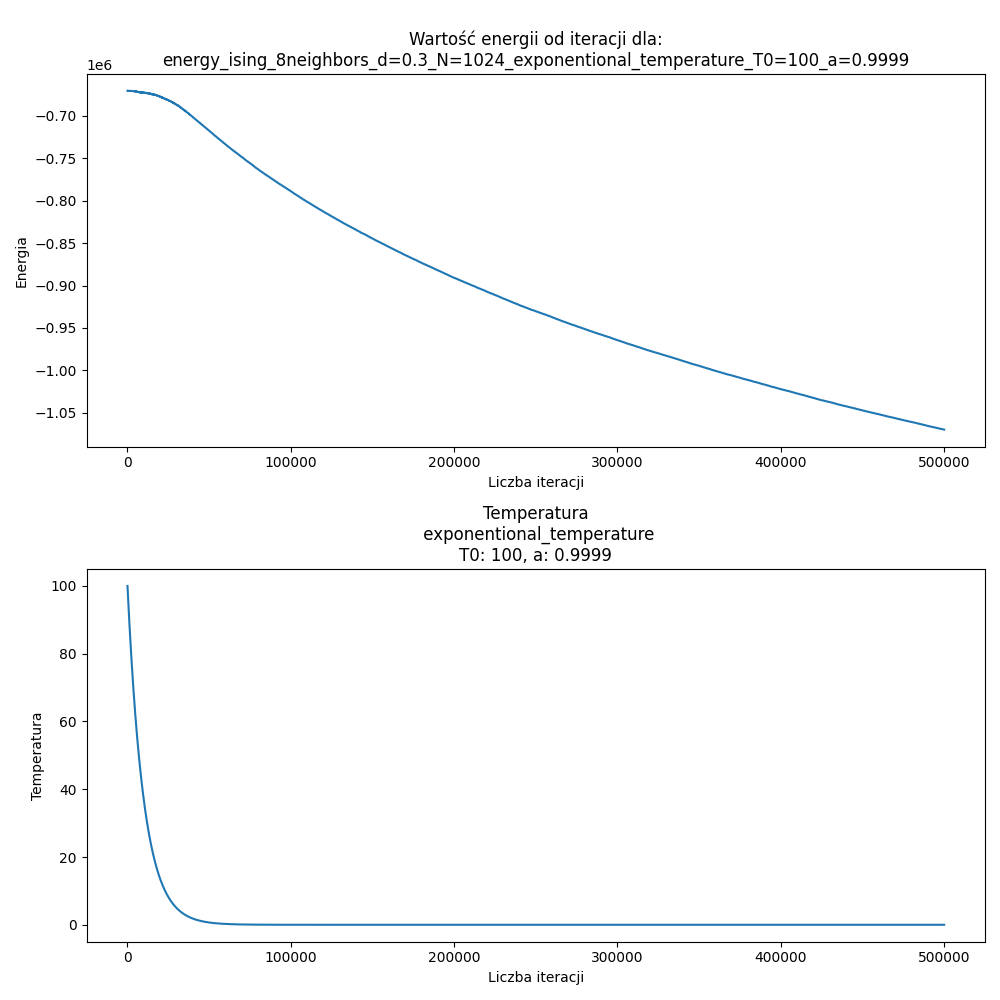 Wartość energii od iteracji dla:
energy_ising_8neighbors_d=0.3_N=1024_exponentional_temperature_T0=100_a=0.9999
1e6
−0.70
−0.75
−0.80
−0.85
−0.90
−0.95
−1.00
−1.05
Energia
0 100000 200000 300000 400000 500000
Liczba iteracji
Temperatura
exponentional_temperature
T0: 100, a: 0.9999
100
80
60
40
20
0
Temperatura
0 100000 200000 300000 400000 500000
Liczba iteracji